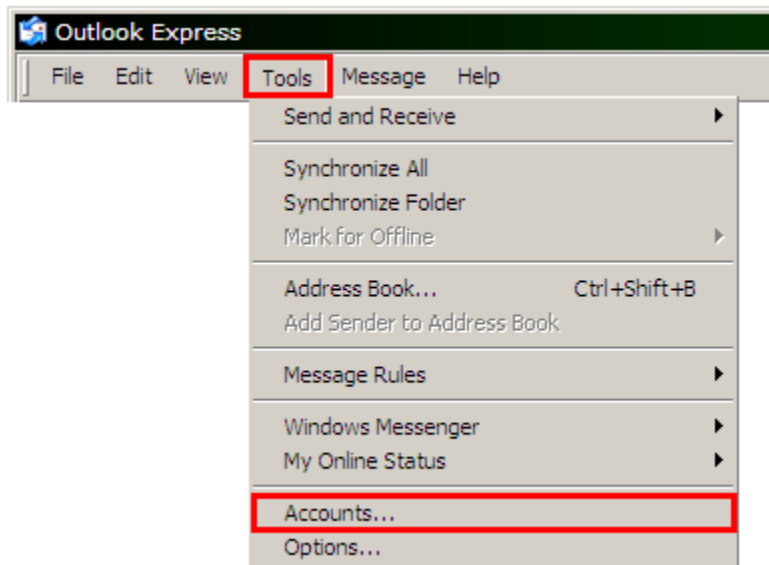 Outlook Express
File Edit View Tools Message Help
Send and Receive
Synchronize All
Synchronize Folder
Mark for Offline
Address Book... Ctrl+Shift+B
Add Sender to Address Book
Message Rules
Windows Messenger
My Online Status
Accounts...
Options...